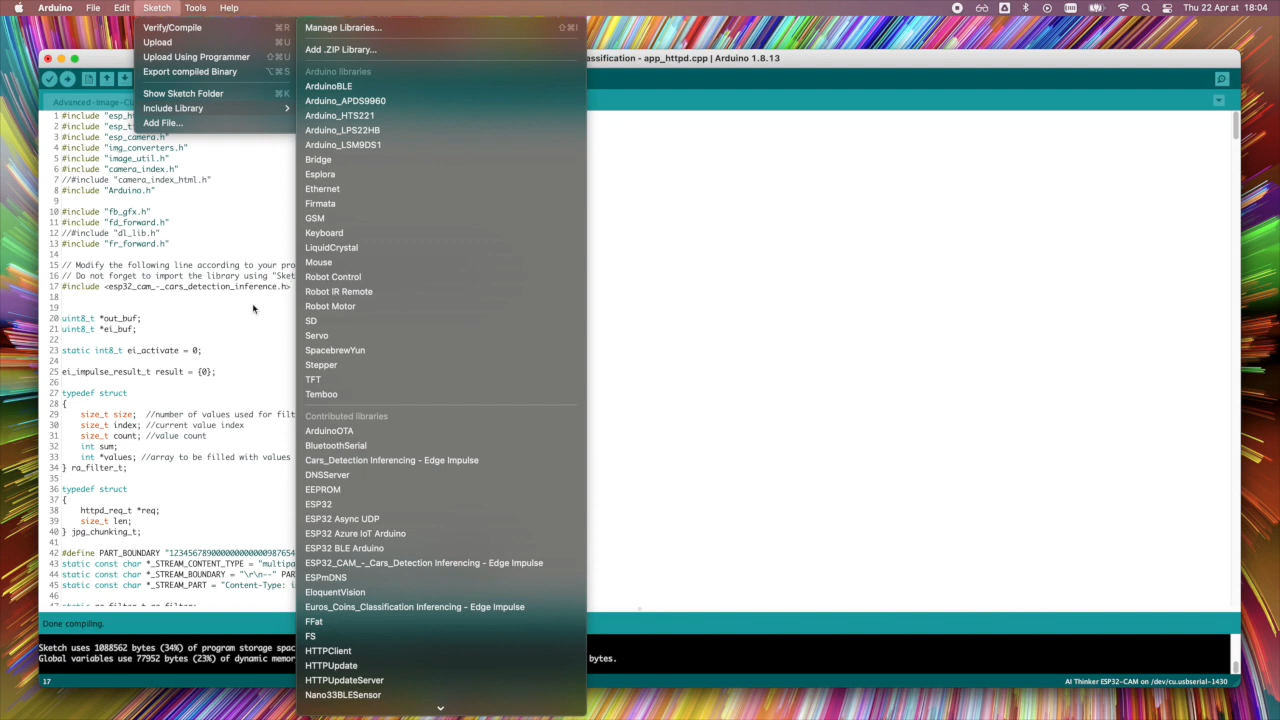 Arduino File Edit Sketch Tools Help
Thu 22 Apr at 18:04
assification - app_httpd.cpp | Arduino 1.8.13
Verify/Compile ⌘R
Upload ⌘U
Upload Using Programmer ⇧⌘U
Export compiled Binary ⌥⌘S
Show Sketch Folder ⌘K
Include Library
Add File...
Manage Libraries... ⇧⌘I
Add .ZIP Library...
Arduino libraries
ArduinoBLE
Arduino_APDS9960
Arduino_HTS221
Arduino_LPS22HB
Arduino_LSM9DS1
Bridge
Esplora
Ethernet
Firmata
GSM
Keyboard
LiquidCrystal
Mouse
Robot Control
Robot IR Remote
Robot Motor
SD
Servo
SpacebrewYun
Stepper
TFT
Temboo
Contributed libraries
ArduinoOTA
BluetoothSerial
Cars_Detection Inferencing - Edge Impulse
DNSServer
EEPROM
ESP32
ESP32 Async UDP
ESP32 Azure IoT Arduino
ESP32 BLE Arduino
ESP32_CAM_-_Cars_Detection Inferencing - Edge Impulse
ESPmDNS
EloquentVision
Euros_Coins_Classification Inferencing - Edge Impulse
FFat
FS
HTTPClient
HTTPUpdate
HTTPUpdateServer
Nano33BLESensor
Advanced-Image-Cl
1 #include "esp_ht
2 #include "esp_t
3 #include "esp_camera.h"
4 #include "img_converters.h"
5 #include "image_util.h"
6 #include "camera_index.h"
7 //#include "camera_index_html.h"
8 #include "Arduino.h"
9
10 #include "fb_gfx.h"
11 #include "fd_forward.h"
12 //#include "dl_lib.h"
13 #include "fr_forward.h"
14
15 // Modify the following line according to your pro
16 // Do not forget to import the library using "Sket
17 #include <esp32_cam_-_cars_detection_inference.h>
18
19
20 uint8_t *out_buf;
21 uint8_t *ei_buf;
22
23 static int8_t ei_activate = 0;
24
25 ei_impulse_result_t result = {0};
26
27 typedef struct
28 {
29 size_t size; //number of values used for filt
30 size_t index; //current value index
31 size_t count; //value count
32 int sum;
33 int *values; //array to be filled with values
34 } ra_filter_t;
35
36 typedef struct
37 {
38 httpd_req_t *req;
39 size_t len;
40 } jpg_chunking_t;
41
42 #define PART_BOUNDARY "123456789000000000000987654
43 static const char *_STREAM_CONTENT_TYPE = "multipa
44 static const char *_STREAM_BOUNDARY = "\r\n--" PAR
45 static const char *_STREAM_PART = "Content-Type: i
46
Done compiling.
Sketch uses 1088562 bytes (34%) of program storage spac
Global variables use 77952 bytes (23%) of dynamic memor bytes.
17
AI Thinker ESP32-CAM on /dev/cu.usbserial-1430